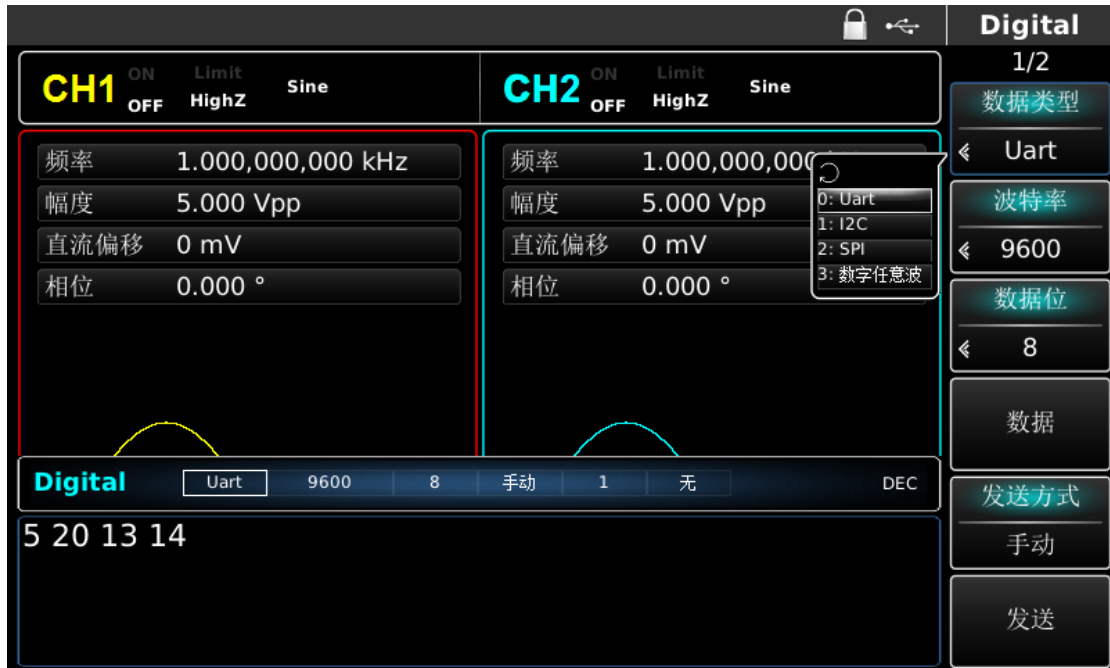 Digital
1/2
CH1 ON OFF Limit HighZ Sine
CH2 ON OFF Limit HighZ Sine
频率 1.000,000,000 kHz
幅度 5.000 Vpp
直流偏移 0 mV
相位 0.000 °
频率 1.000,000,000
幅度 5.000 Vpp
直流偏移 0 mV
相位 0.000 °
0: Uart
1: I2C
2: SPI
3: 数字任意波
数据类型
Uart
波特率
9600
数据位
8
数据
发送方式
手动
发送
Digital Uart 9600 8 手动 1 无 DEC
5 20 13 14